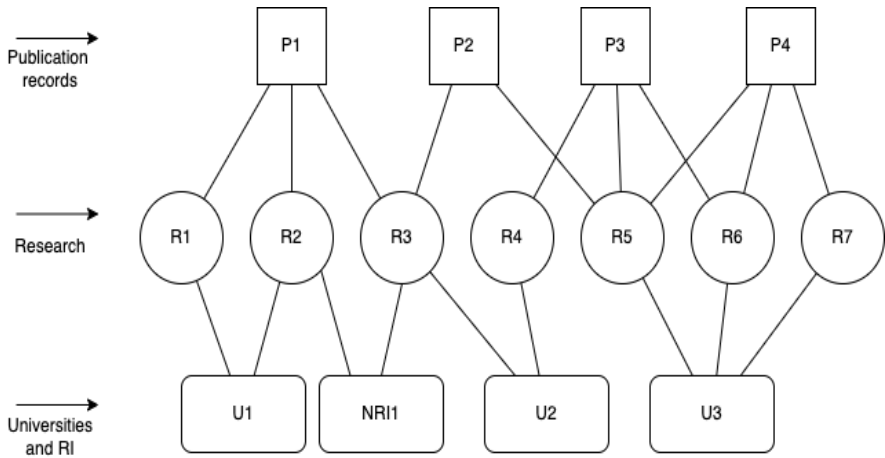 P1 P2 P3 P4
Publication
records
R1 R2 R3 R4 R5 R6 R7
Research
U1 NRI1 U2 U3
Universities
and RI